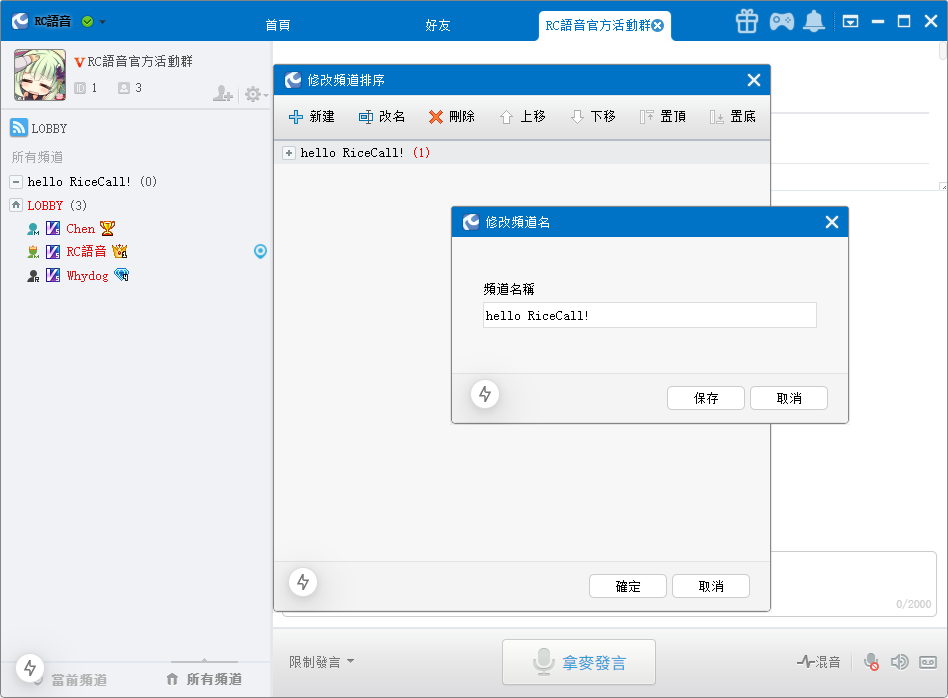 RC語音
首頁
好友
RC語音官方活動群
RC語音官方活動群
ID 1
3
LOBBY
所有頻道
hello RiceCall! (0)
LOBBY (3)
M Chen
RC語音
R Whydog
修改頻道排序
新建
改名
刪除
上移
下移
置頂
置底
hello RiceCall! (1)
修改頻道名
頻道名稱
hello RiceCall!
保存
取消
確定
取消
0/2000
限制發言
拿麥發言
混音
當前頻道
所有頻道